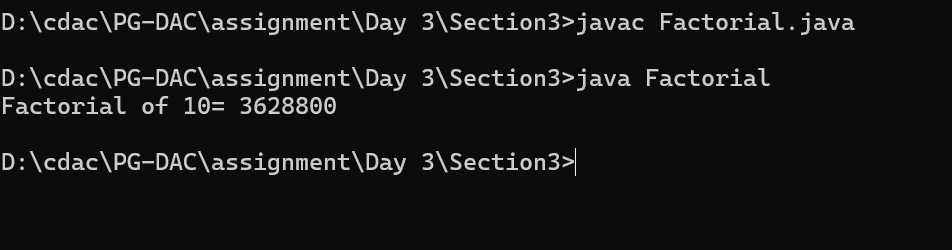 D:\cdac\PG-DAC\assignment\Day 3\Section3>javac Factorial.java
D:\cdac\PG-DAC\assignment\Day 3\Section3>java Factorial
Factorial of 10= 3628800
D:\cdac\PG-DAC\assignment\Day 3\Section3>